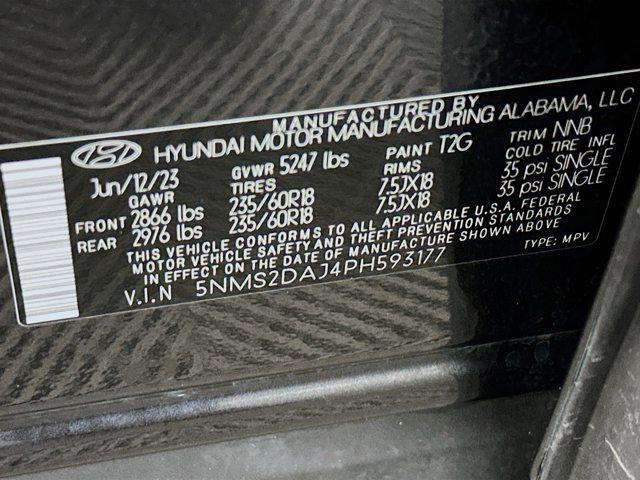 MANUFACTURED BY
HYUNDAI MOTOR MANUFACTURING ALABAMA, LLC
Jun/12/23 GVWR 5247 lbs PAINT T2G TRIM NNB
GAWR TIRES RIMS COLD TIRE INFL
FRONT 2866 lbs 235/60R18 7.5JX18 35 psi SINGLE
REAR 2976 lbs 235/60R18 7.5JX18 35 psi SINGLE
THIS VEHICLE CONFORMS TO ALL APPLICABLE U.S.A. FEDERAL
MOTOR VEHICLE SAFETY AND THEFT PREVENTION STANDARDS
IN EFFECT ON THE DATE OF MANUFACTURE SHOWN ABOVE
V.I.N 5NMS2DAJ4PH593177 TYPE: MPV